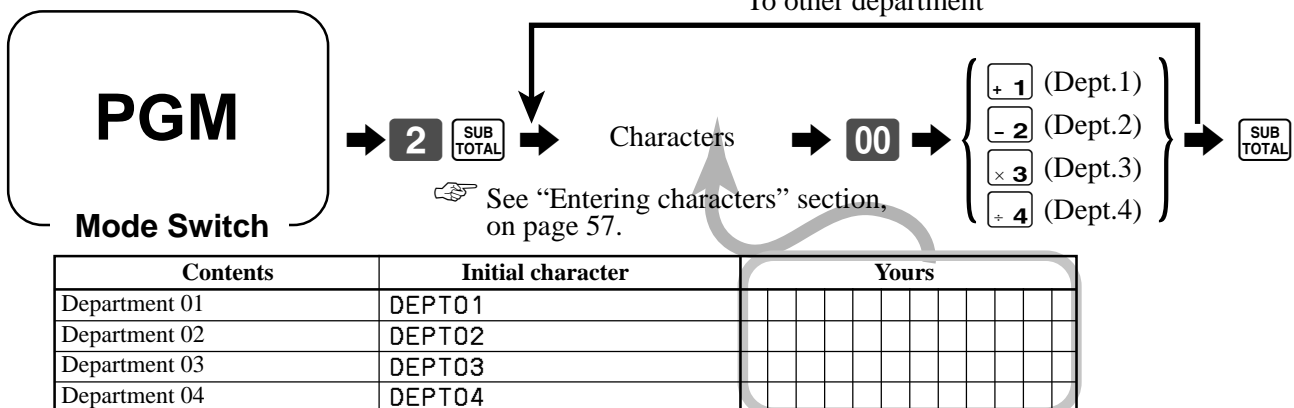 To other department
PGM
Mode Switch
2 SUB TOTAL Characters 00
+ 1 (Dept.1)
- 2 (Dept.2)
× 3 (Dept.3)
÷ 4 (Dept.4)
SUB TOTAL
See “Entering characters” section,
on page 57.
Contents Initial character Yours
Department 01 DEPT01
Department 02 DEPT02
Department 03 DEPT03
Department 04 DEPT04